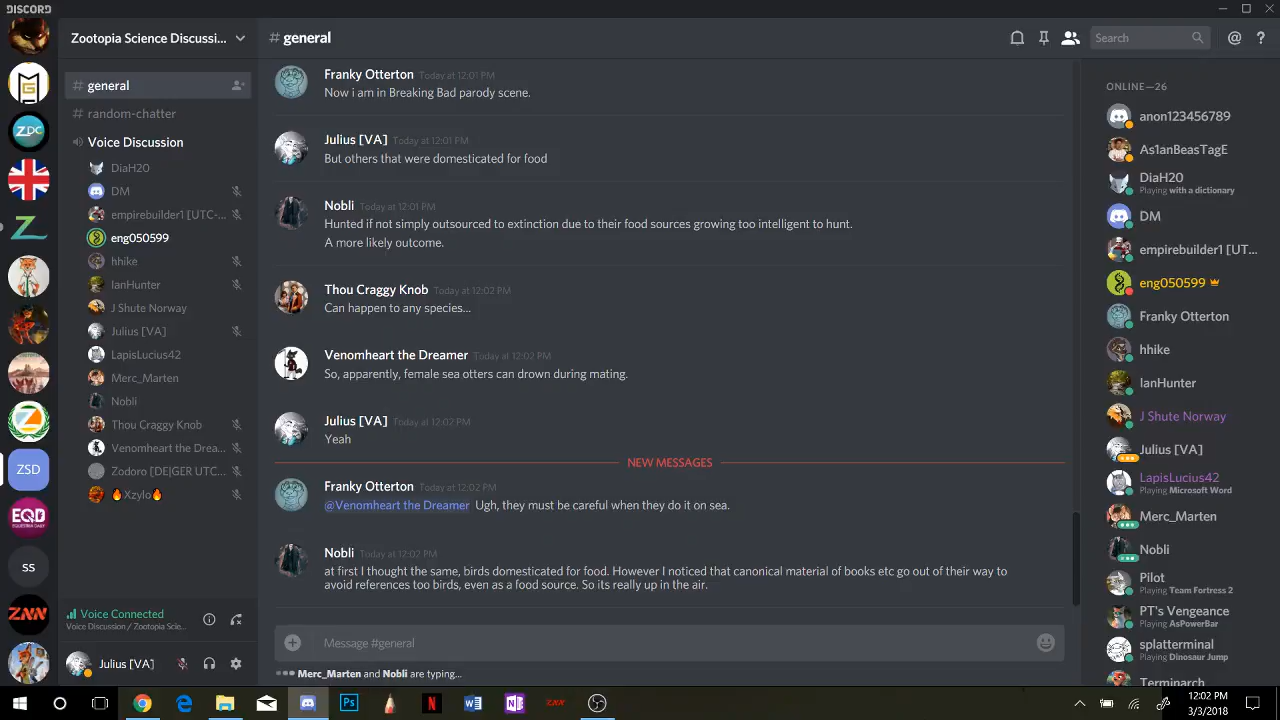 DISCORD
Zootopia Science Discussi...
# general
Search
@
?
M
G
ZDC
ZSD
EQD
EQUESTRIA DAILY
ss
ZNN
# general
# random-chatter
Voice Discussion
DiaH20
DM
empirebuilder1 [UTC-...
eng050599
hhike
IanHunter
J Shute Norway
Julius [VA]
LapisLucius42
Merc_Marten
Nobli
Thou Craggy Knob
Venomheart the Drea...
Zodoro [DE|GER UTC...
🔥Xzylo🔥
Voice Connected
Voice Discussion / Zootopia Scie...
Julius [VA]
Franky Otterton Today at 12:01 PM
Now i am in Breaking Bad parody scene.
Julius [VA] Today at 12:01 PM
But others that were domesticated for food
Nobli Today at 12:01 PM
Hunted if not simply outsourced to extinction due to their food sources growing too intelligent to hunt.
A more likely outcome.
Thou Craggy Knob Today at 12:02 PM
Can happen to any species...
Venomheart the Dreamer Today at 12:02 PM
So, apparently, female sea otters can drown during mating.
Julius [VA] Today at 12:02 PM
Yeah
NEW MESSAGES
Franky Otterton Today at 12:02 PM
@Venomheart the Dreamer Ugh, they must be careful when they do it on sea.
Nobli Today at 12:02 PM
at first I thought the same, birds domesticated for food. However I noticed that canonical material of books etc go out of their way to
avoid references too birds, even as a food source. So its really up in the air.
Message #general
Merc_Marten and Nobli are typing...
ONLINE—26
anon123456789
As1anBeasTagE
DiaH20
Playing with a dictionary
DM
empirebuilder1 [UT...
eng050599
Franky Otterton
hhike
IanHunter
J Shute Norway
Julius [VA]
LapisLucius42
Playing Microsoft Word
Merc_Marten
Nobli
Pilot
Playing Team Fortress 2
PT's Vengeance
Playing AsPowerBar
splatterminal
Playing Dinosaur Jump
Terminarch
Ps
N
W
N
ZNN
12:02 PM
3/3/2018